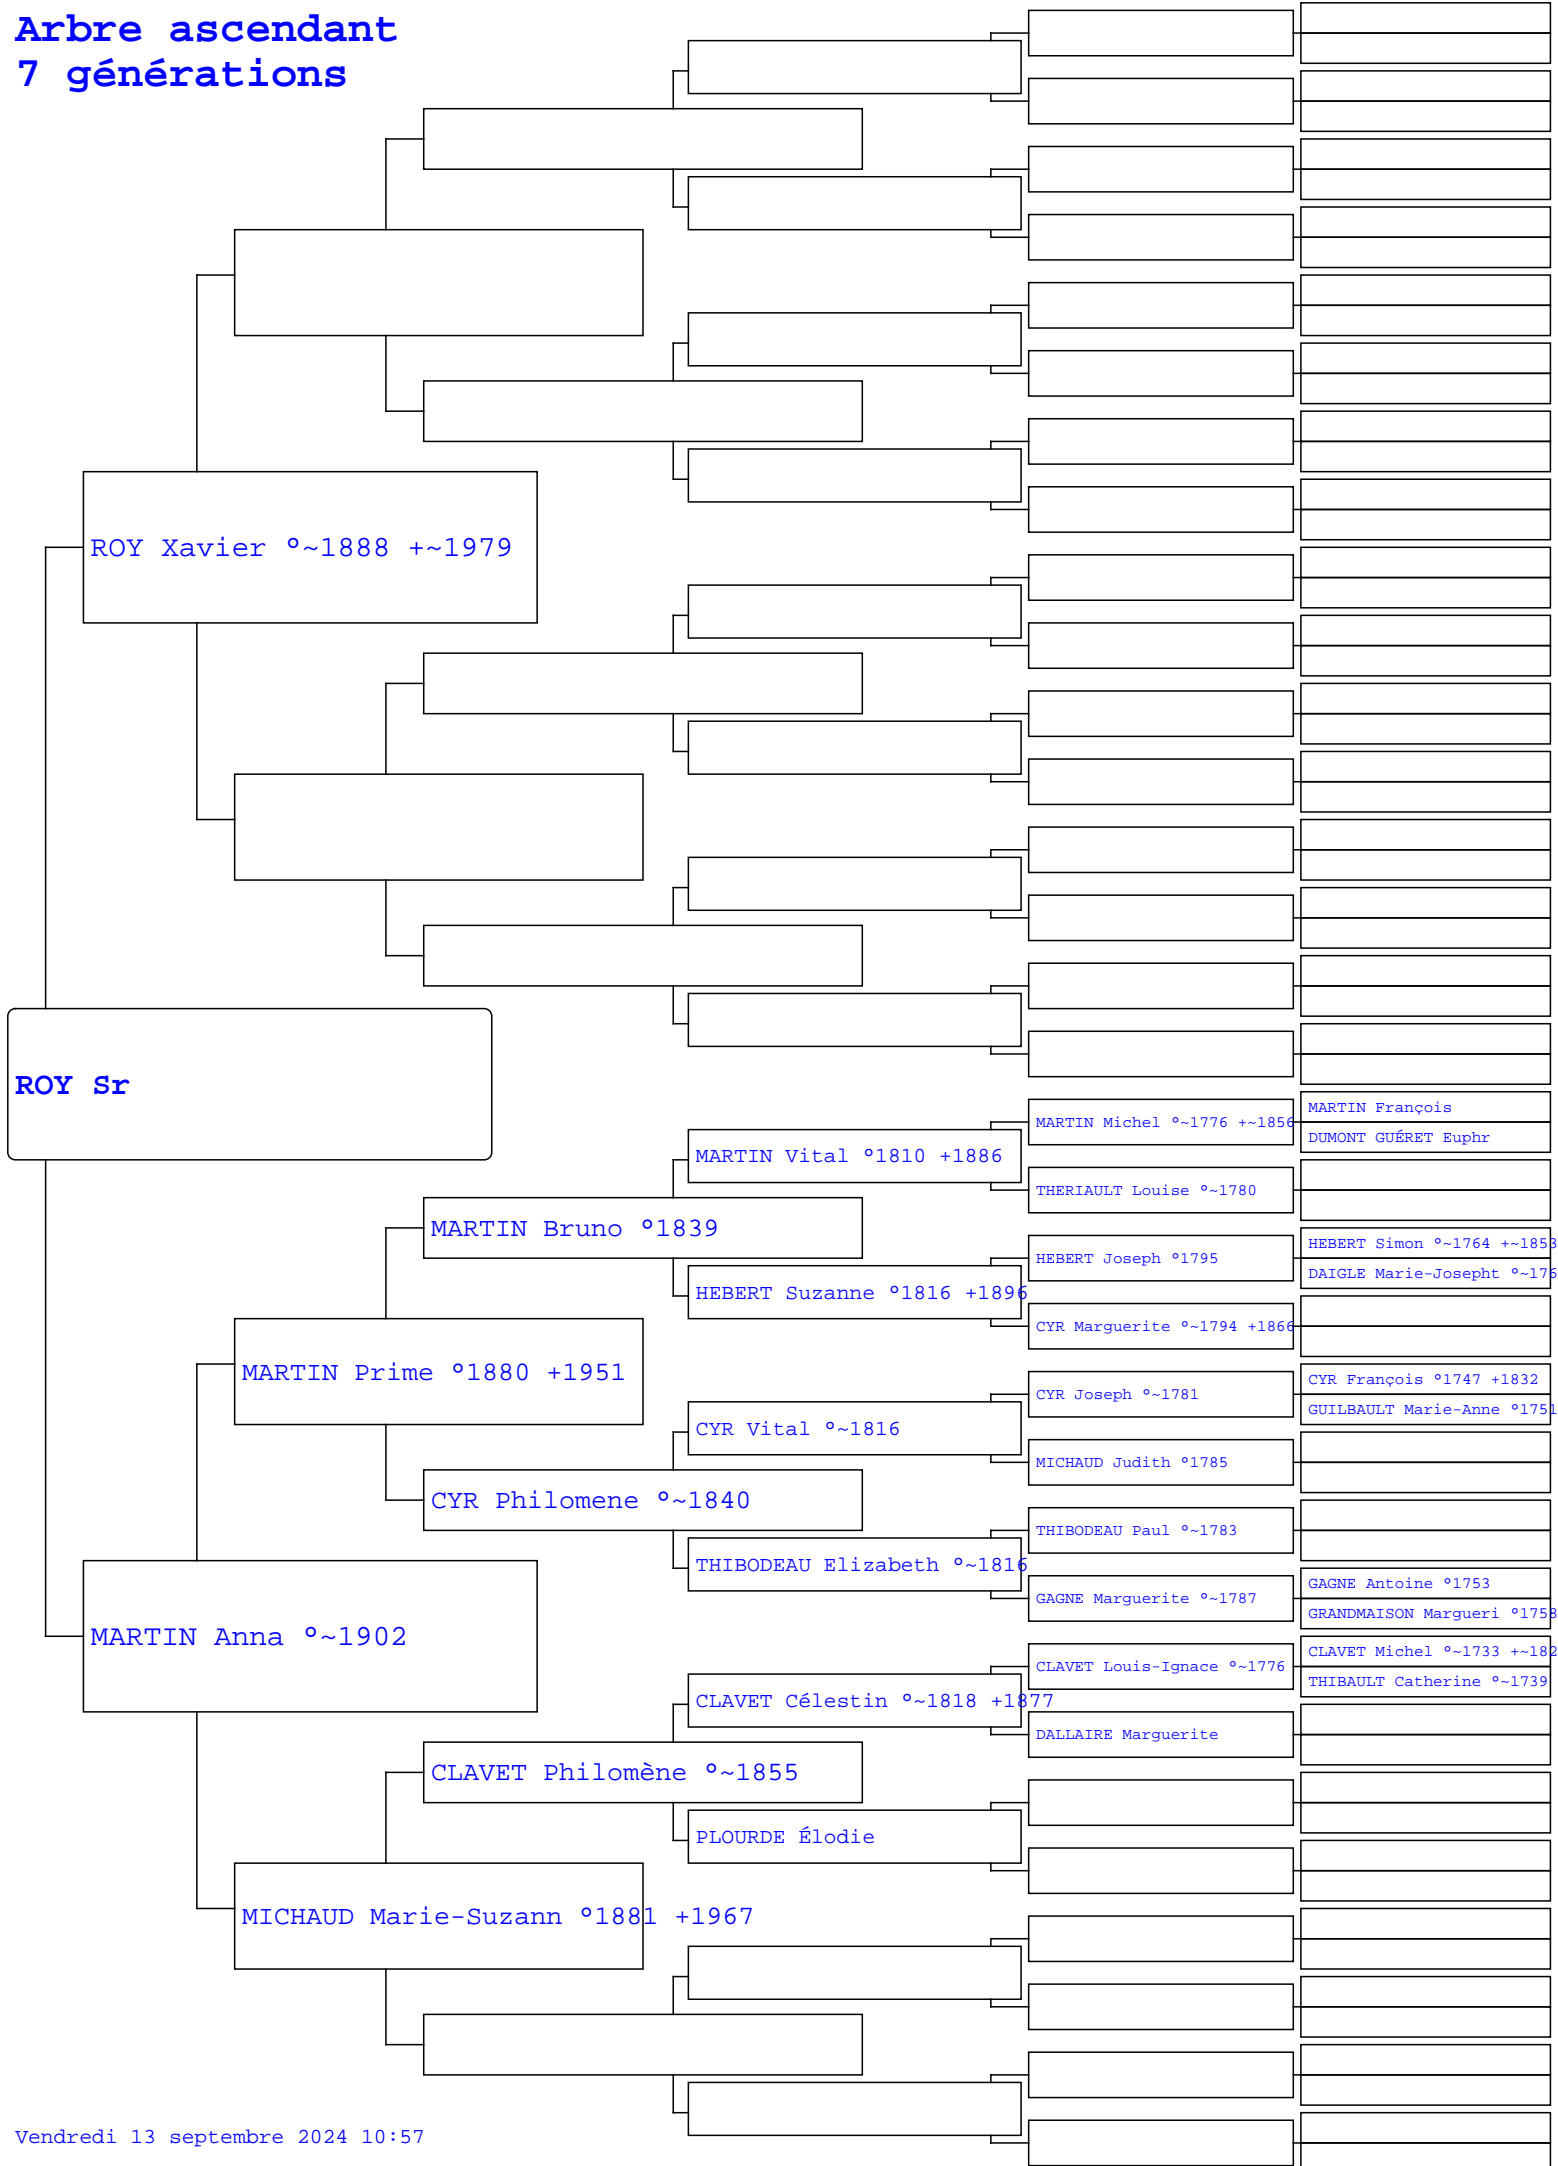 Arbre ascendant
7 générations
ROY Xavier °~1888 +~1979
ROY Sr
MARTIN Michel °~1776 +~1856
MARTIN François
DUMONT GUÉRET Euphr
MARTIN Vital °1810 +1886
THERIAULT Louise °~1780
MARTIN Bruno °1839
HEBERT Joseph °1795
HEBERT Simon °~1764 +~1853
DAIGLE Marie-Josepht °~176
HEBERT Suzanne °1816 +1896
CYR Marguerite °~1794 +1866
MARTIN Prime °1880 +1951
CYR Joseph °~1781
CYR François °1747 +1832
GUILBAULT Marie-Anne °1751
CYR Vital °~1816
MICHAUD Judith °1785
CYR Philomene °~1840
THIBODEAU Paul °~1783
THIBODEAU Elizabeth °~1816
GAGNE Marguerite °~1787
GAGNE Antoine °1753
GRANDMAISON Margueri °1758
MARTIN Anna °~1902
CLAVET Louis-Ignace °~1776
CLAVET Michel °~1733 +~182
THIBAULT Catherine °~1739
CLAVET Célestin °~1818 +1877
DALLAIRE Marguerite
CLAVET Philomène °~1855
PLOURDE Élodie
MICHAUD Marie-Suzann °1881 +1967
Vendredi 13 septembre 2024 10:57